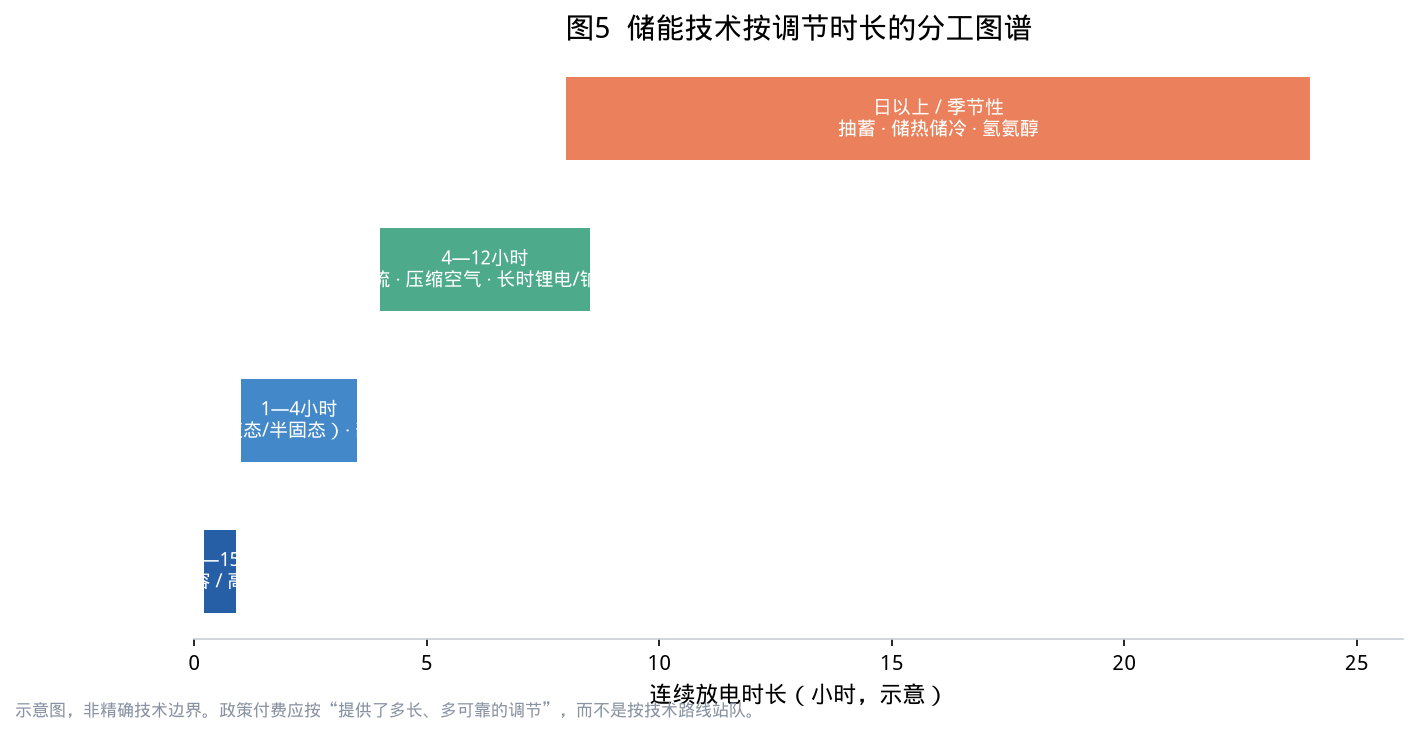 图5 储能技术按调节时长的分工图谱
日以上 / 季节性
抽蓄 · 储热储冷 · 氢氨醇
4—12小时
流 · 压缩空气 · 长时锂电/钠
1—4小时
态/半固态）·
—15
容 / 高
0 5 10 15 20 25
连续放电时长（小时，示意）
示意图，非精确技术边界。政策付费应按“提供了多长、多可靠的调节”，而不是按技术路线站队。